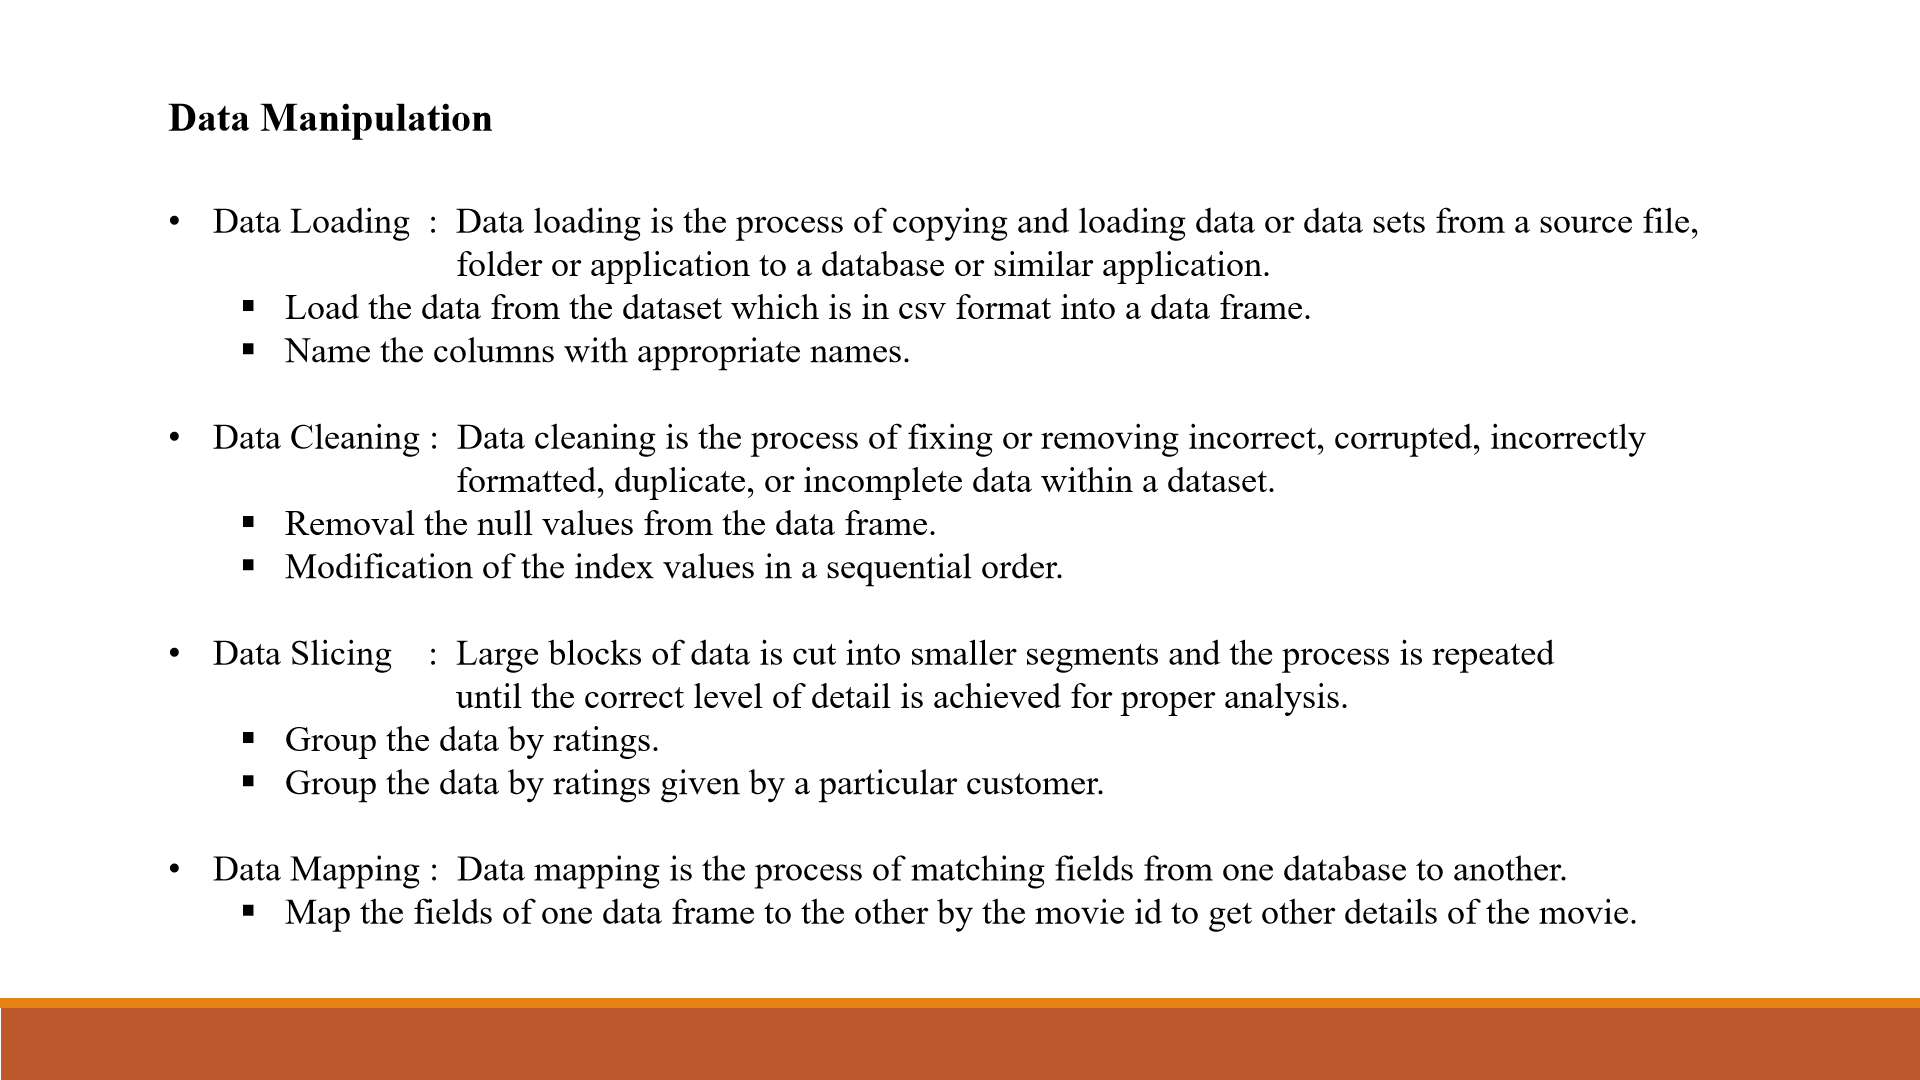 Data Manipulation
• Data Loading : Data loading is the process of copying and loading data or data sets from a source file,
folder or application to a database or similar application.
▪ Load the data from the dataset which is in csv format into a data frame.
▪ Name the columns with appropriate names.
• Data Cleaning : Data cleaning is the process of fixing or removing incorrect, corrupted, incorrectly
formatted, duplicate, or incomplete data within a dataset.
▪ Removal the null values from the data frame.
▪ Modification of the index values in a sequential order.
• Data Slicing : Large blocks of data is cut into smaller segments and the process is repeated
until the correct level of detail is achieved for proper analysis.
▪ Group the data by ratings.
▪ Group the data by ratings given by a particular customer.
• Data Mapping : Data mapping is the process of matching fields from one database to another.
▪ Map the fields of one data frame to the other by the movie id to get other details of the movie.